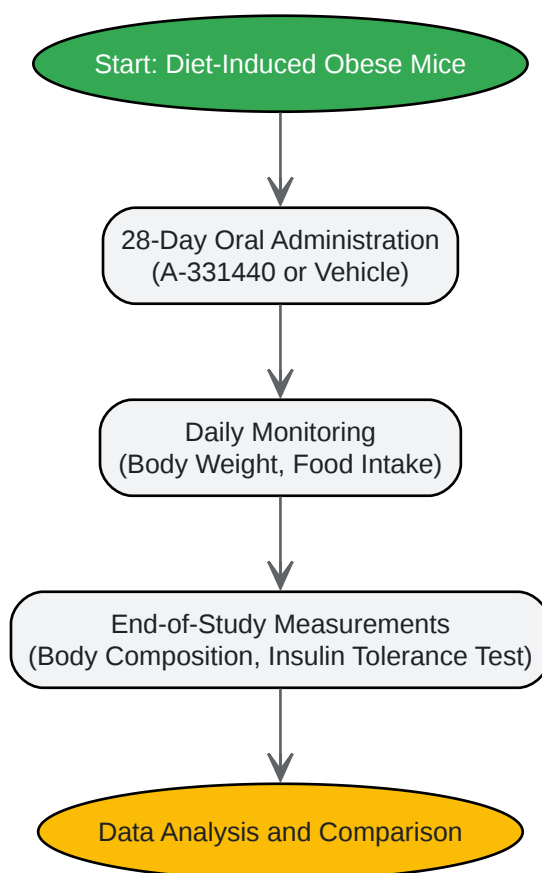 Start: Diet-Induced Obese Mice
28-Day Oral Administration
(A-331440 or Vehicle)
Daily Monitoring
(Body Weight, Food Intake)
End-of-Study Measurements
(Body Composition, Insulin Tolerance Test)
Data Analysis and Comparison